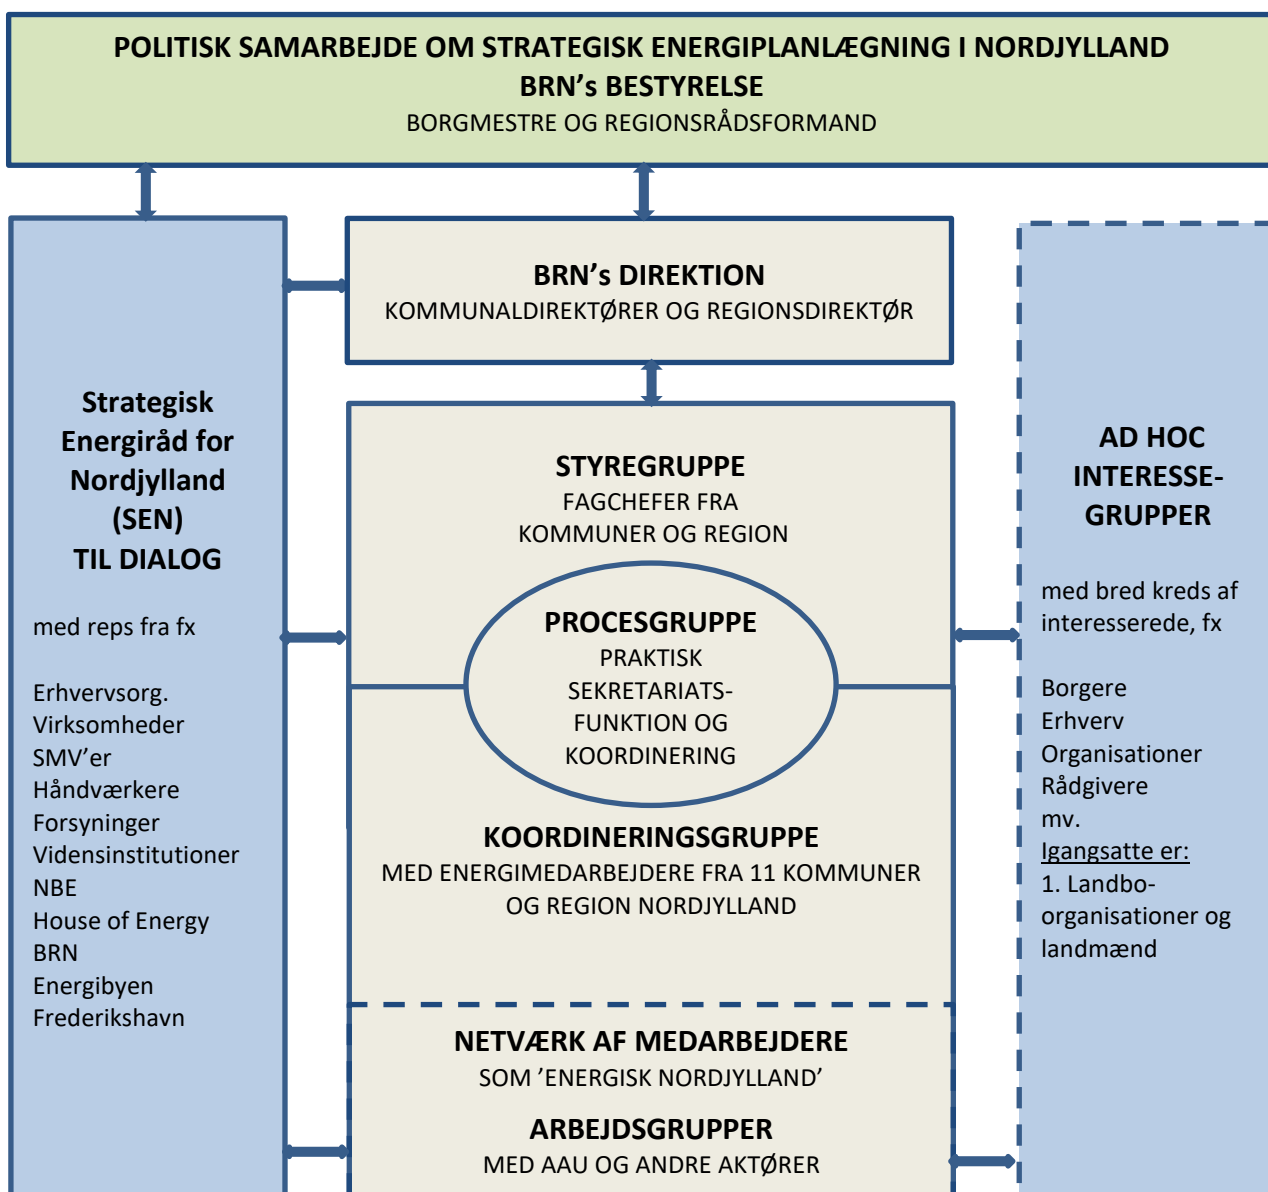 POLITISK SAMARBEJDE OM STRATEGISK ENERGIPLANLÆGNING I NORDJYLLAND
BRN’s BESTYRELSE
BORGMESTRE OG REGIONSRÅDSFORMAND
BRN’s DIREKTION
KOMMUNALDIREKTØRER OG REGIONSDIREKTØR
Strategisk
Energiråd for
Nordjylland
(SEN)
TIL DIALOG
med reps fra fx
Erhvervsorg.
Virksomheder
SMV’er
Håndværkere
Forsyninger
Vidensinstitutioner
NBE
House of Energy
BRN
Energibyen
Frederikshavn
STYREGRUPPE
FAGCHEFER FRA
KOMMUNER OG REGION
PROCESGRUPPE
PRAKTISK
SEKRETARIATS-
FUNKTION OG
KOORDINERING
KOORDINERINGSGRUPPE
MED ENERGIMEDARBEJDERE FRA 11 KOMMUNER
OG REGION NORDJYLLAND
NETVÆRK AF MEDARBEJDERE
SOM ’ENERGISK NORDJYLLAND’
ARBEJDSGRUPPER
MED AAU OG ANDRE AKTØRER
AD HOC
INTERESSE-
GRUPPER
med bred kreds af
interesserede, fx
Borgere
Erhverv
Organisationer
Rådgivere
mv.
Igangsatte er:
1. Landbo-
organisationer og
landmænd